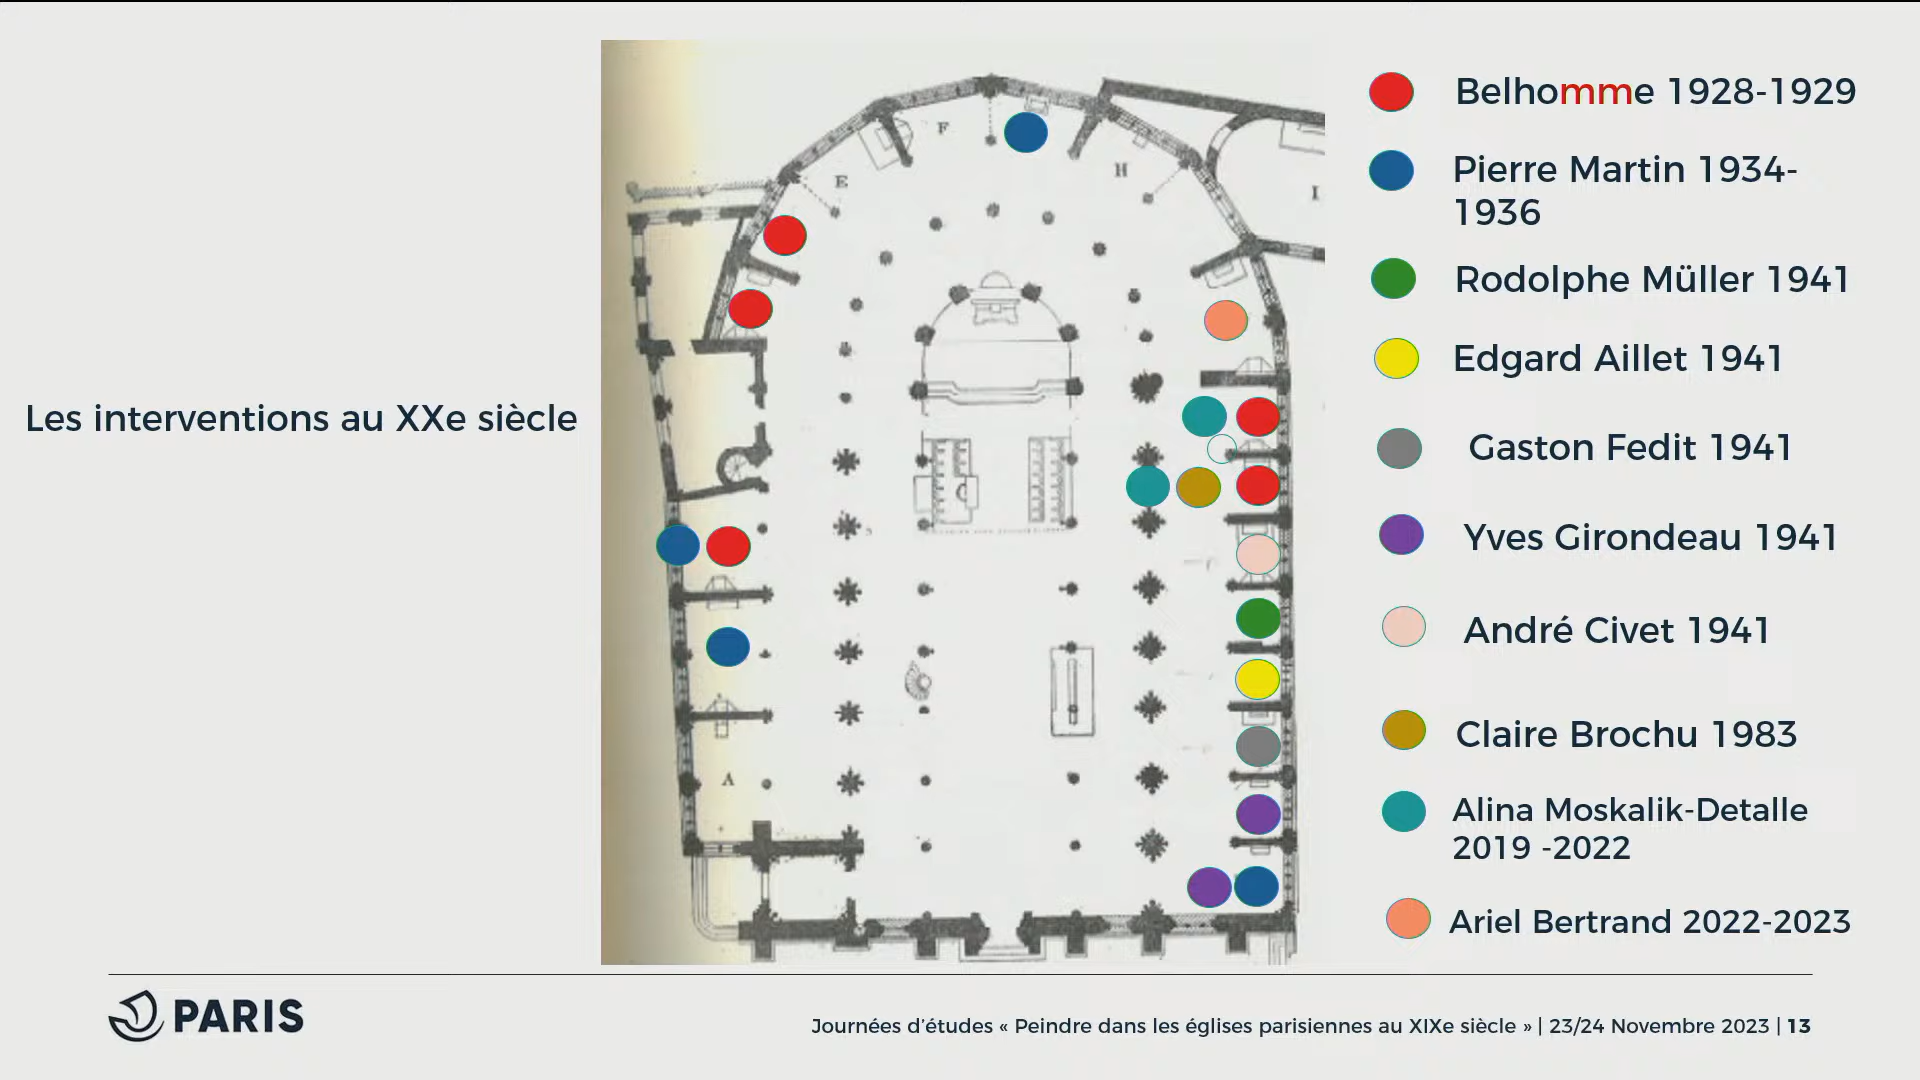 Les interventions au XXe siècle
F
E
H
I
A
Belhomme 1928-1929
Pierre Martin 1934-
1936
Rodolphe Müller 1941
Edgard Aillet 1941
Gaston Fedit 1941
Yves Girondeau 1941
André Civet 1941
Claire Brochu 1983
Alina Moskalik-Detalle
2019 -2022
Ariel Bertrand 2022-2023
PARIS
Journées d'études « Peindre dans les églises parisiennes au XIXe siècle » | 23/24 Novembre 2023 | 13